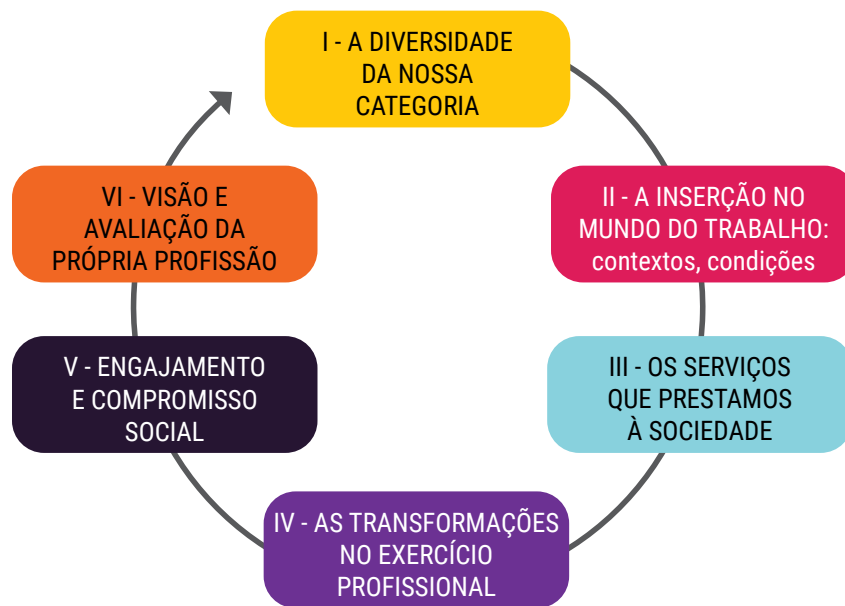 I - A DIVERSIDADE
DA NOSSA
CATEGORIA
II - A INSERÇÃO NO
MUNDO DO TRABALHO:
contextos, condições
III - OS SERVIÇOS
QUE PRESTAMOS
À SOCIEDADE
IV - AS TRANSFORMAÇÕES
NO EXERCÍCIO
PROFISSIONAL
V - ENGAJAMENTO
E COMPROMISSO
SOCIAL
VI - VISÃO E
AVALIAÇÃO DA
PRÓPRIA PROFISSÃO